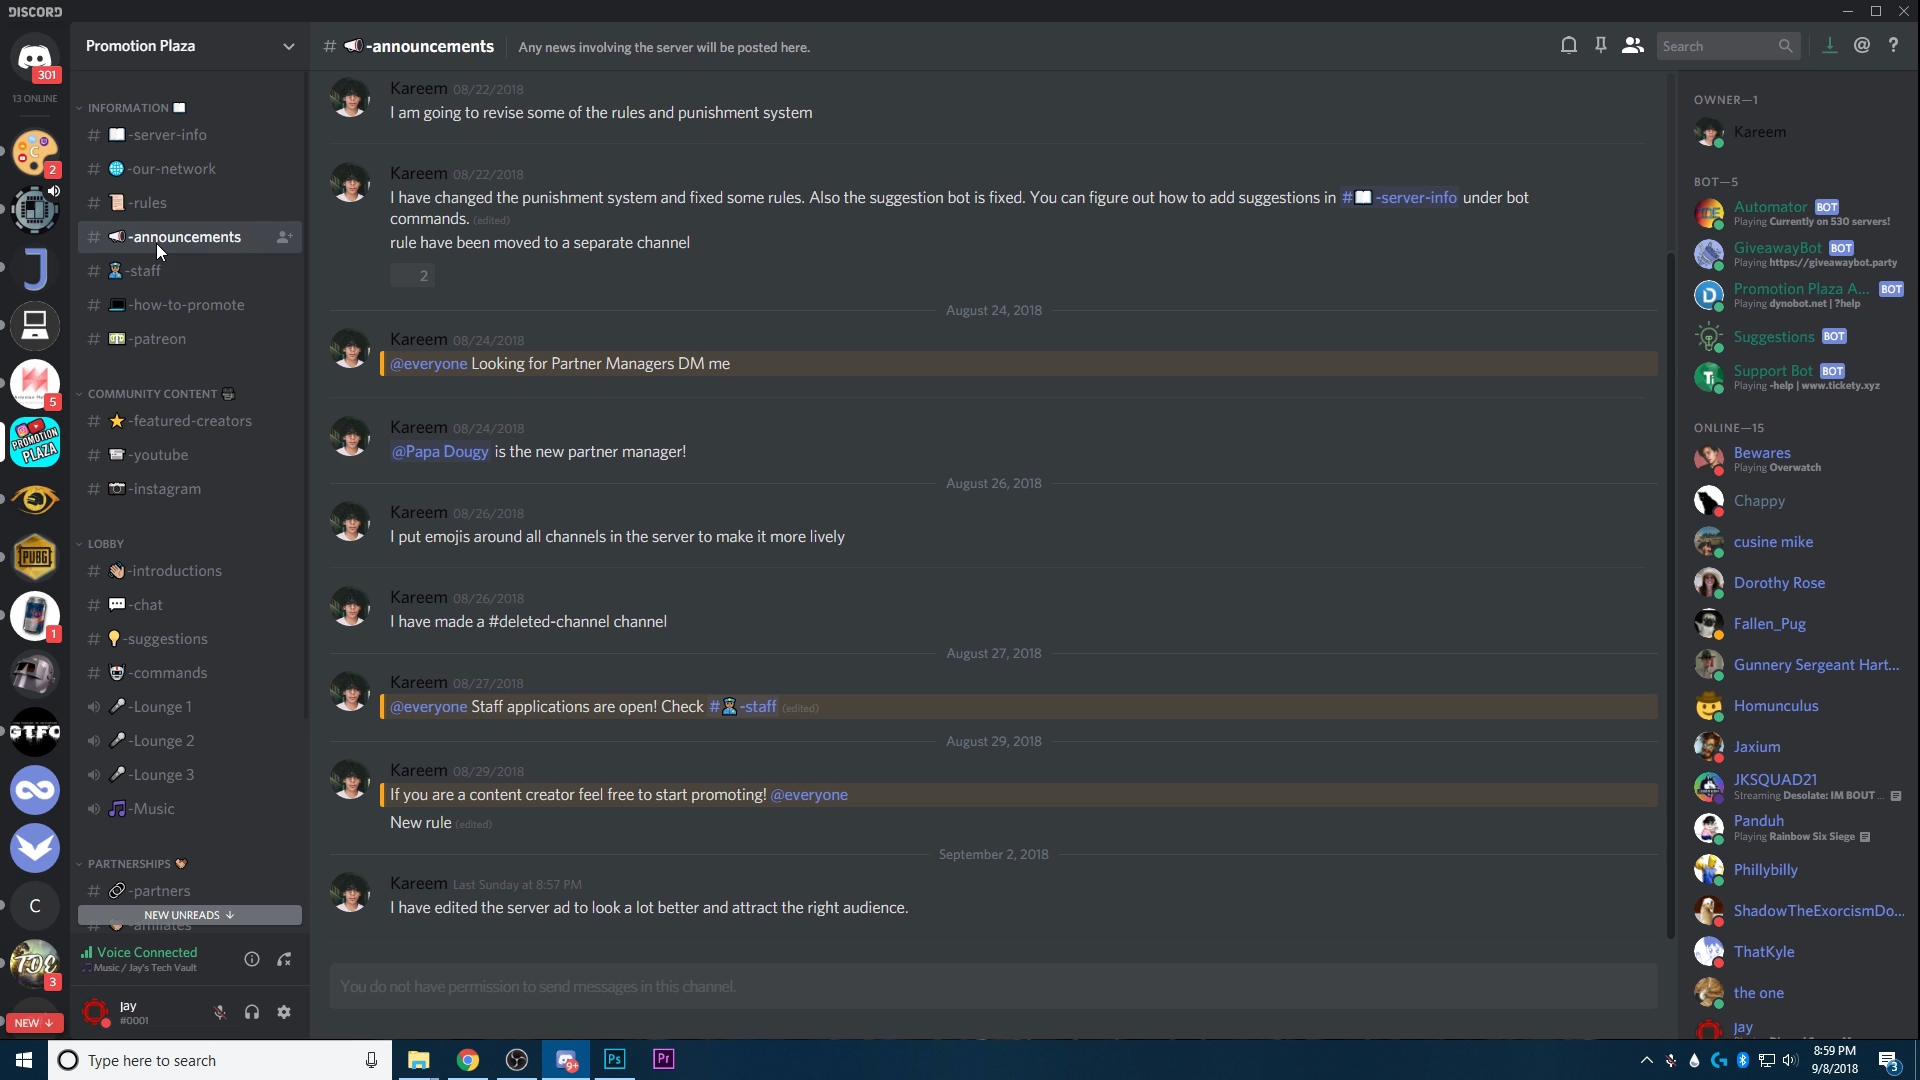 DISCORD
301
13 ONLINE
2
J
5
PROMOTION PLAZA
PUBG
1
GTFO
C
TOE
3
NEW
Promotion Plaza
INFORMATION
# -server-info
# -our-network
# -rules
# -announcements
# -staff
# -how-to-promote
# -patreon
COMMUNITY CONTENT
# -featured-creators
# -youtube
# -instagram
LOBBY
# -introductions
# -chat
# -suggestions
# -commands
-Lounge 1
-Lounge 2
-Lounge 3
-Music
PARTNERSHIPS
# -partners
NEW UNREADS
# -affiliates
Voice Connected
Music / Jay's Tech Vault
Jay
#0001
# -announcements Any news involving the server will be posted here.
Search
@ ?
Kareem 08/22/2018
I am going to revise some of the rules and punishment system
Kareem 08/22/2018
I have changed the punishment system and fixed some rules. Also the suggestion bot is fixed. You can figure out how to add suggestions in # -server-info under bot
commands. (edited)
rule have been moved to a separate channel
2
August 24, 2018
Kareem 08/24/2018
@everyone Looking for Partner Managers DM me
Kareem 08/24/2018
@Papa Dougy is the new partner manager!
August 26, 2018
Kareem 08/26/2018
I put emojis around all channels in the server to make it more lively
Kareem 08/26/2018
I have made a #deleted-channel channel
August 27, 2018
Kareem 08/27/2018
@everyone Staff applications are open! Check # -staff (edited)
August 29, 2018
Kareem 08/29/2018
If you are a content creator feel free to start promoting! @everyone
New rule (edited)
September 2, 2018
Kareem Last Sunday at 8:57 PM
I have edited the server ad to look a lot better and attract the right audience.
You do not have permission to send messages in this channel.
OWNER—1
Kareem
BOT—5
Automator BOT
Playing Currently on 530 servers!
GiveawayBot BOT
Playing https://giveawaybot.party
Promotion Plaza A... BOT
Playing dynobot.net | ?help
Suggestions BOT
Support Bot BOT
Playing -help | www.tickety.xyz
ONLINE—15
Bewares
Playing Overwatch
Chappy
cusine mike
Dorothy Rose
Fallen_Pug
Gunnery Sergeant Hart...
Homunculus
Jaxium
JKSQUAD21
Streaming Desolate: IM BOUT ...
Panduh
Playing Rainbow Six Siege
Phillybilly
ShadowTheExorcismDo...
ThatKyle
the one
Jay
Type here to search
9+
Ps
Pr
8:59 PM
9/8/2018
3